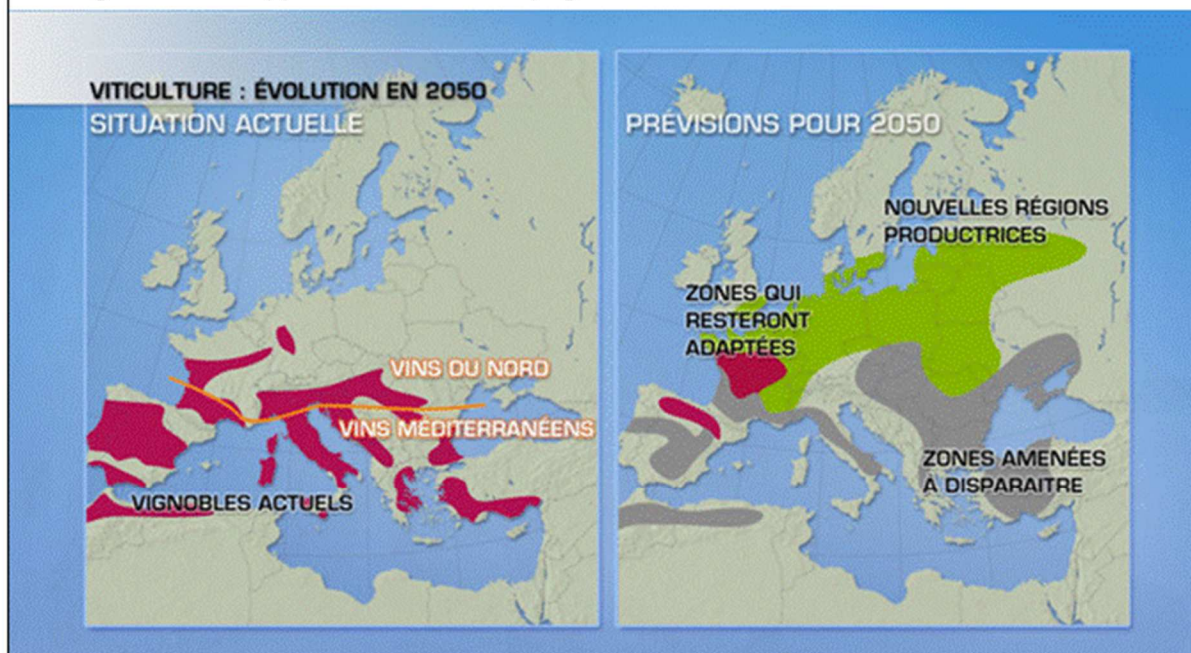 VITICULTURE : ÉVOLUTION EN 2050
SITUATION ACTUELLE
VINS DU NORD
VINS MÉDITERRANÉENS
VIGNOBLES ACTUELS
PRÉVISIONS POUR 2050
NOUVELLES RÉGIONS
PRODUCTRICES
ZONES QUI
RESTERONT
ADAPTÉES
ZONES AMENÉES
À DISPARAITRE